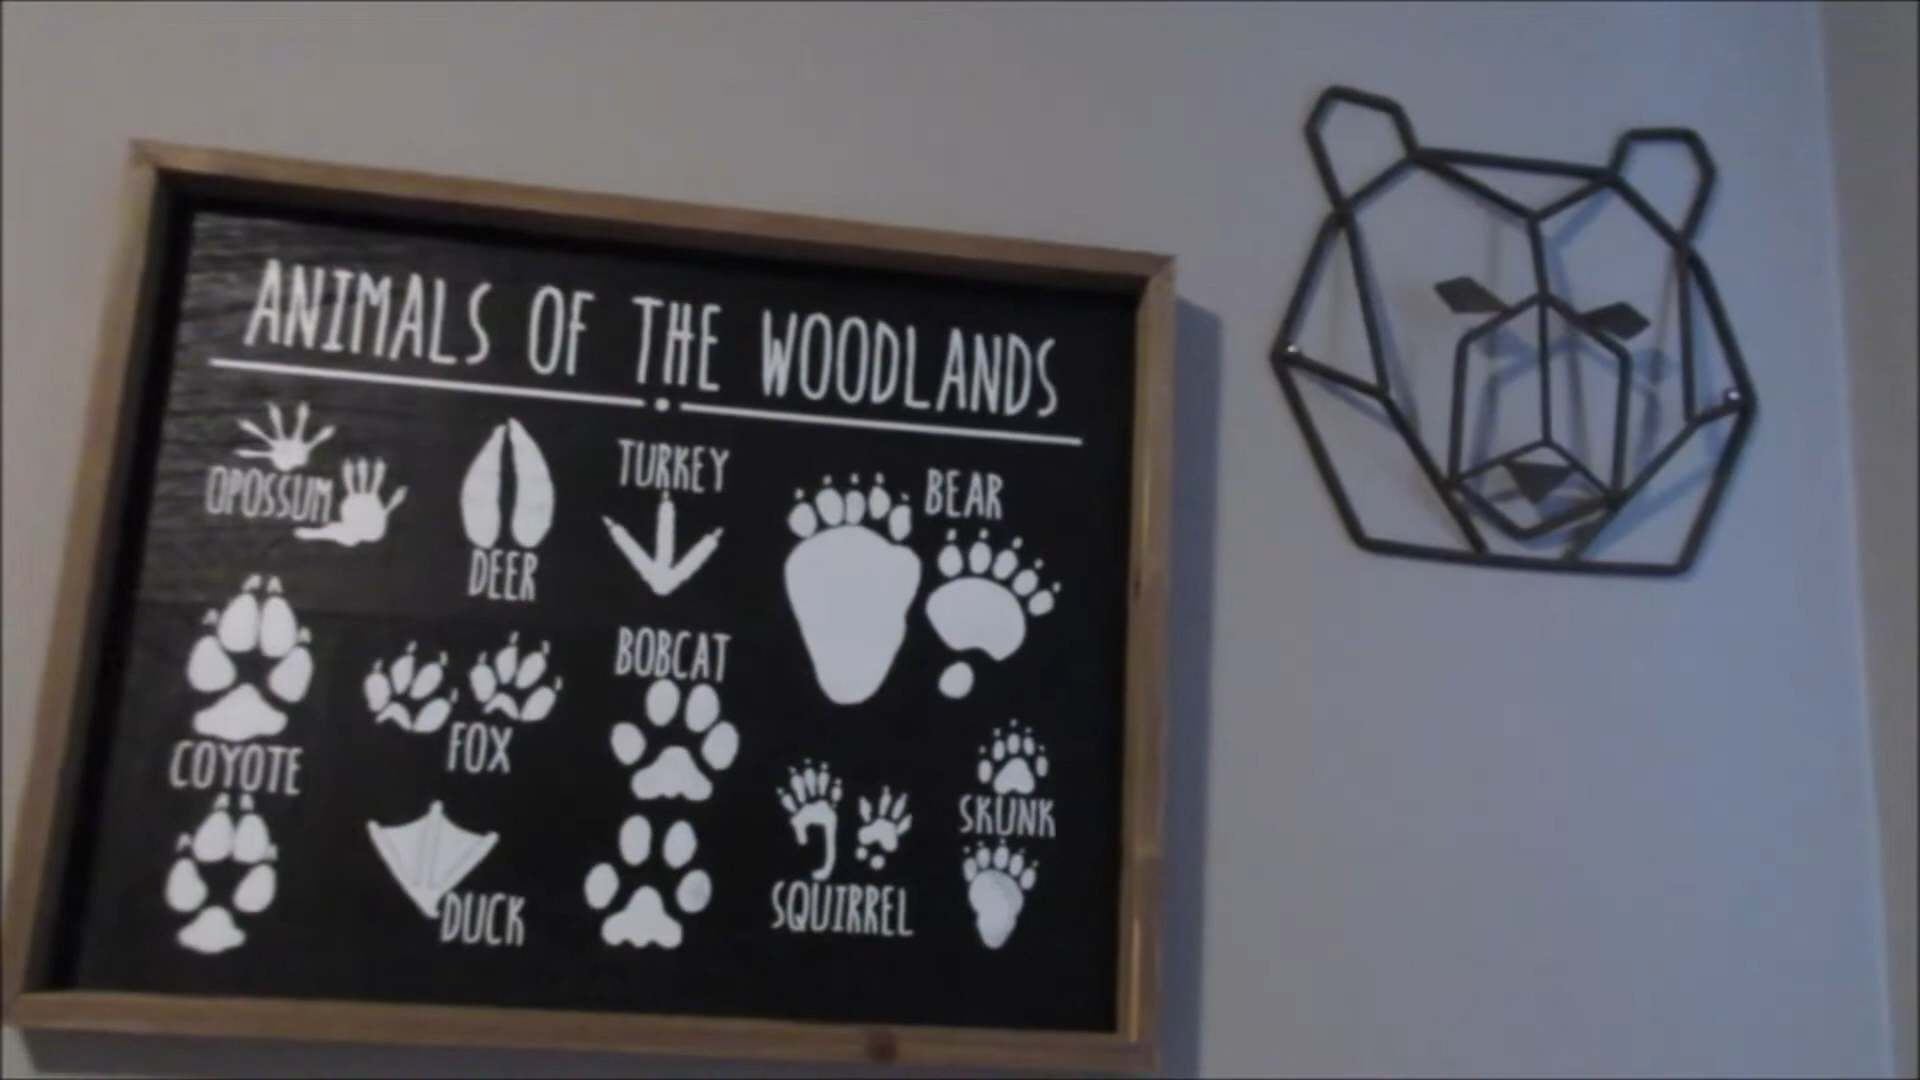 ANIMALS OF THE WOODLANDS
OPOSSUM
DEER
TURKEY
BEAR
COYOTE
FOX
BOBCAT
DUCK
SQUIRREL
SKUNK